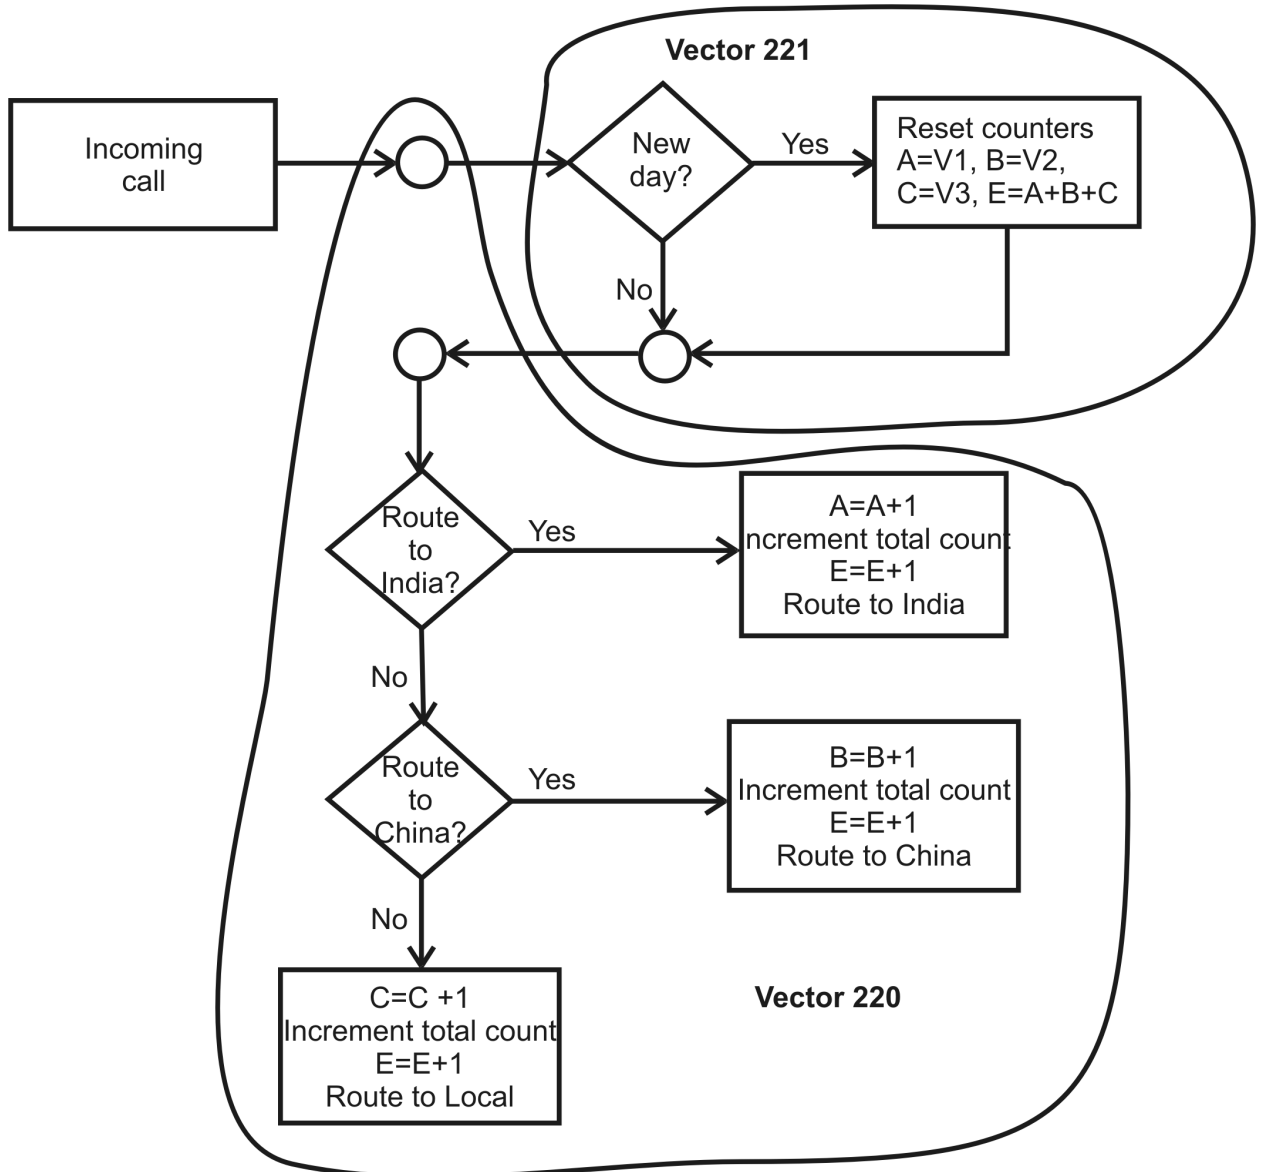 Vector 221
Incoming
call
New
day?
Yes
Reset counters
A=V1, B=V2,
C=V3, E=A+B+C
No
Route
to
India?
Yes
A=A+1
ncrement total count
E=E+1
Route to India
No
Route
to
China?
Yes
B=B+1
Increment total count
E=E+1
Route to China
No
C=C +1
Increment total count
E=E+1
Route to Local
Vector 220